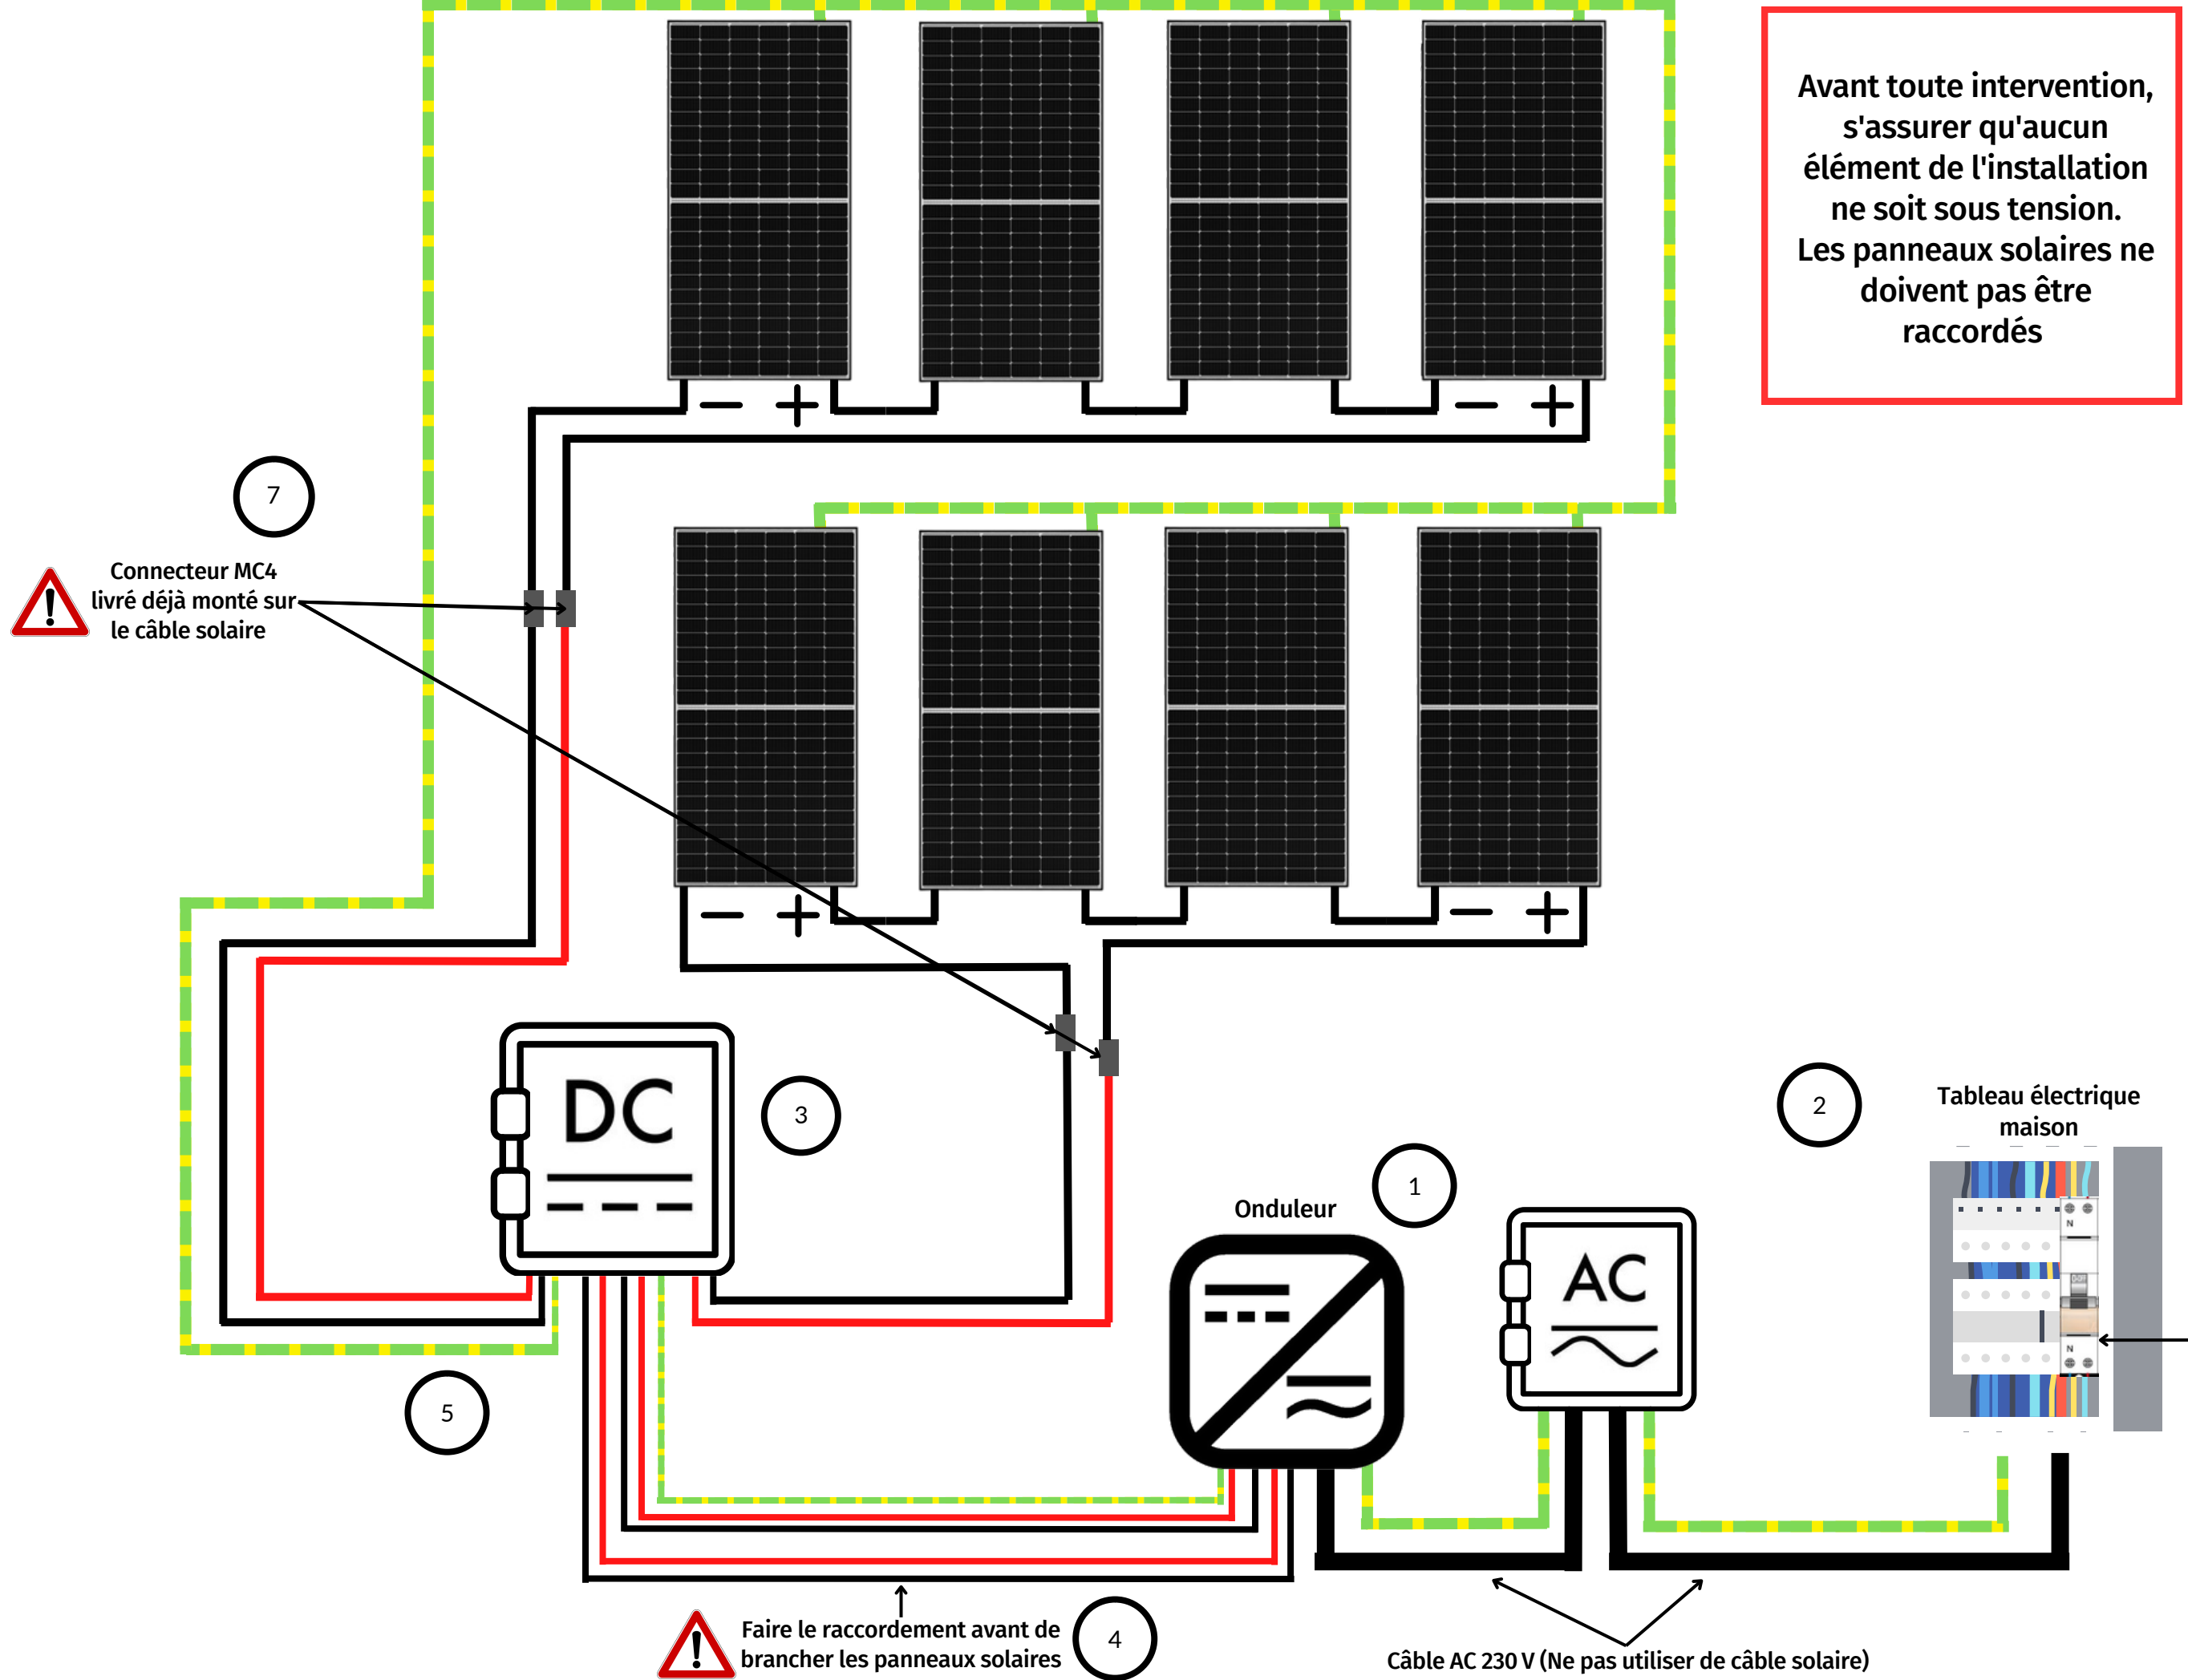 Avant toute intervention,
s'assurer qu'aucun
élément de l'installation
ne soit sous tension.
Les panneaux solaires ne
doivent pas être
raccordés
− +
− +
7
Connecteur MC4
livré déjà monté sur
le câble solaire
− +
− +
DC
3
2
Tableau électrique
maison
1
Onduleur
AC
N
O-OFF
N
5
Faire le raccordement avant de
brancher les panneaux solaires
4
Câble AC 230 V (Ne pas utiliser de câble solaire)